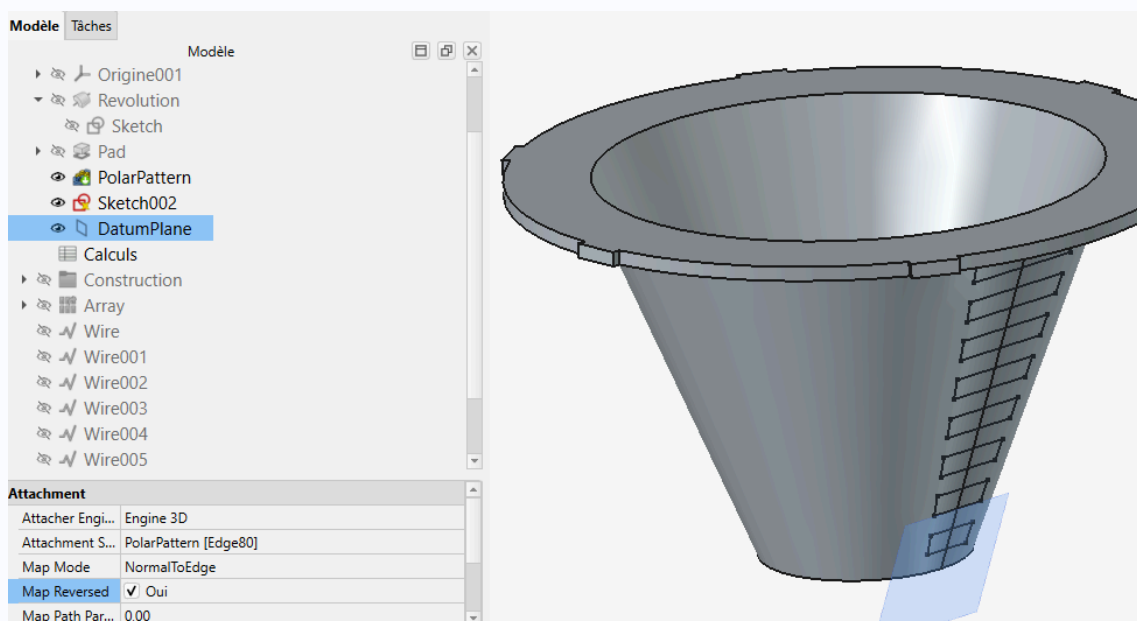 Modèle Tâches
Modèle
Origine001
Revolution
Sketch
Pad
PolarPattern
Sketch002
DatumPlane
Calculs
Construction
Array
Wire
Wire001
Wire002
Wire003
Wire004
Wire005
Attachment
Attacher Engi... Engine 3D
Attachment S... PolarPattern [Edge80]
Map Mode NormalToEdge
Map Reversed Oui
Map Path Par... 0.00